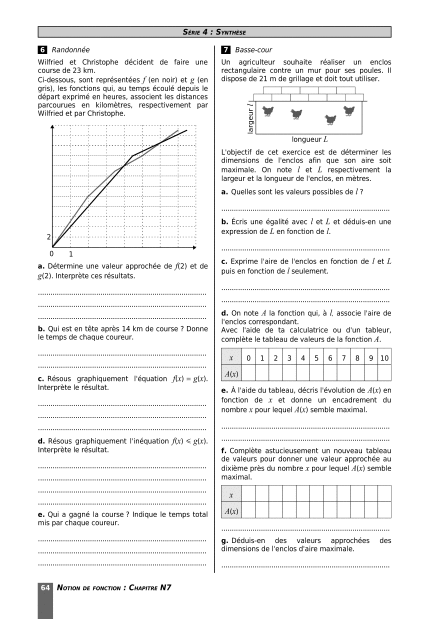 SÉRIE 4 : SYNTHÈSE
6 Randonnée
Wilfried et Christophe décident de faire une
course de 23 km.
Ci-dessous, sont représentées f (en noir) et g (en
gris), les fonctions qui, au temps écoulé depuis le
départ exprimé en heures, associent les distances
parcourues en kilomètres, respectivement par
Wilfried et par Christophe.
2
0 1
a. Détermine une valeur approchée de f(2) et de
g(2). Interprète ces résultats.
b. Qui est en tête après 14 km de course ? Donne
le temps de chaque coureur.
c. Résous graphiquement l'équation f(x) = g(x).
Interprète le résultat.
d. Résous graphiquement l'inéquation f(x) ⩽ g(x).
Interprète le résultat.
e. Qui a gagné la course ? Indique le temps total
mis par chaque coureur.
7 Basse-cour
Un agriculteur souhaite réaliser un enclos
rectangulaire contre un mur pour ses poules. Il
dispose de 21 m de grillage et doit tout utiliser.
largeur l
longueur L
L'objectif de cet exercice est de déterminer les
dimensions de l'enclos afin que son aire soit
maximale. On note l et L respectivement la
largeur et la longueur de l'enclos, en mètres.
a. Quelles sont les valeurs possibles de l ?
b. Écris une égalité avec l et L et déduis-en une
expression de L en fonction de l.
c. Exprime l'aire de l'enclos en fonction de l et L
puis en fonction de l seulement.
d. On note A la fonction qui, à l, associe l'aire de
l'enclos correspondant.
Avec l'aide de ta calculatrice ou d'un tableur,
complète le tableau de valeurs de la fonction A.
x 0 1 2 3 4 5 6 7 8 9 10
A(x)
e. À l'aide du tableau, décris l'évolution de A(x) en
fonction de x et donne un encadrement du
nombre x pour lequel A(x) semble maximal.
f. Complète astucieusement un nouveau tableau
de valeurs pour donner une valeur approchée au
dixième près du nombre x pour lequel A(x) semble
maximal.
x
A(x)
g. Déduis-en des valeurs approchées des
dimensions de l'enclos d'aire maximale.
64 NOTION DE FONCTION : CHAPITRE N7